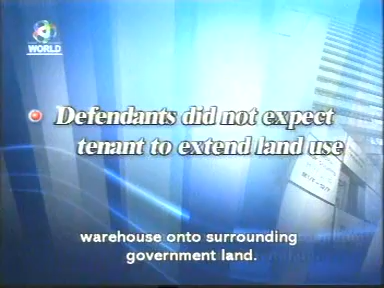 WORLD
Defendants did not expect
tenant to extend land use
warehouse onto surrounding
government land.